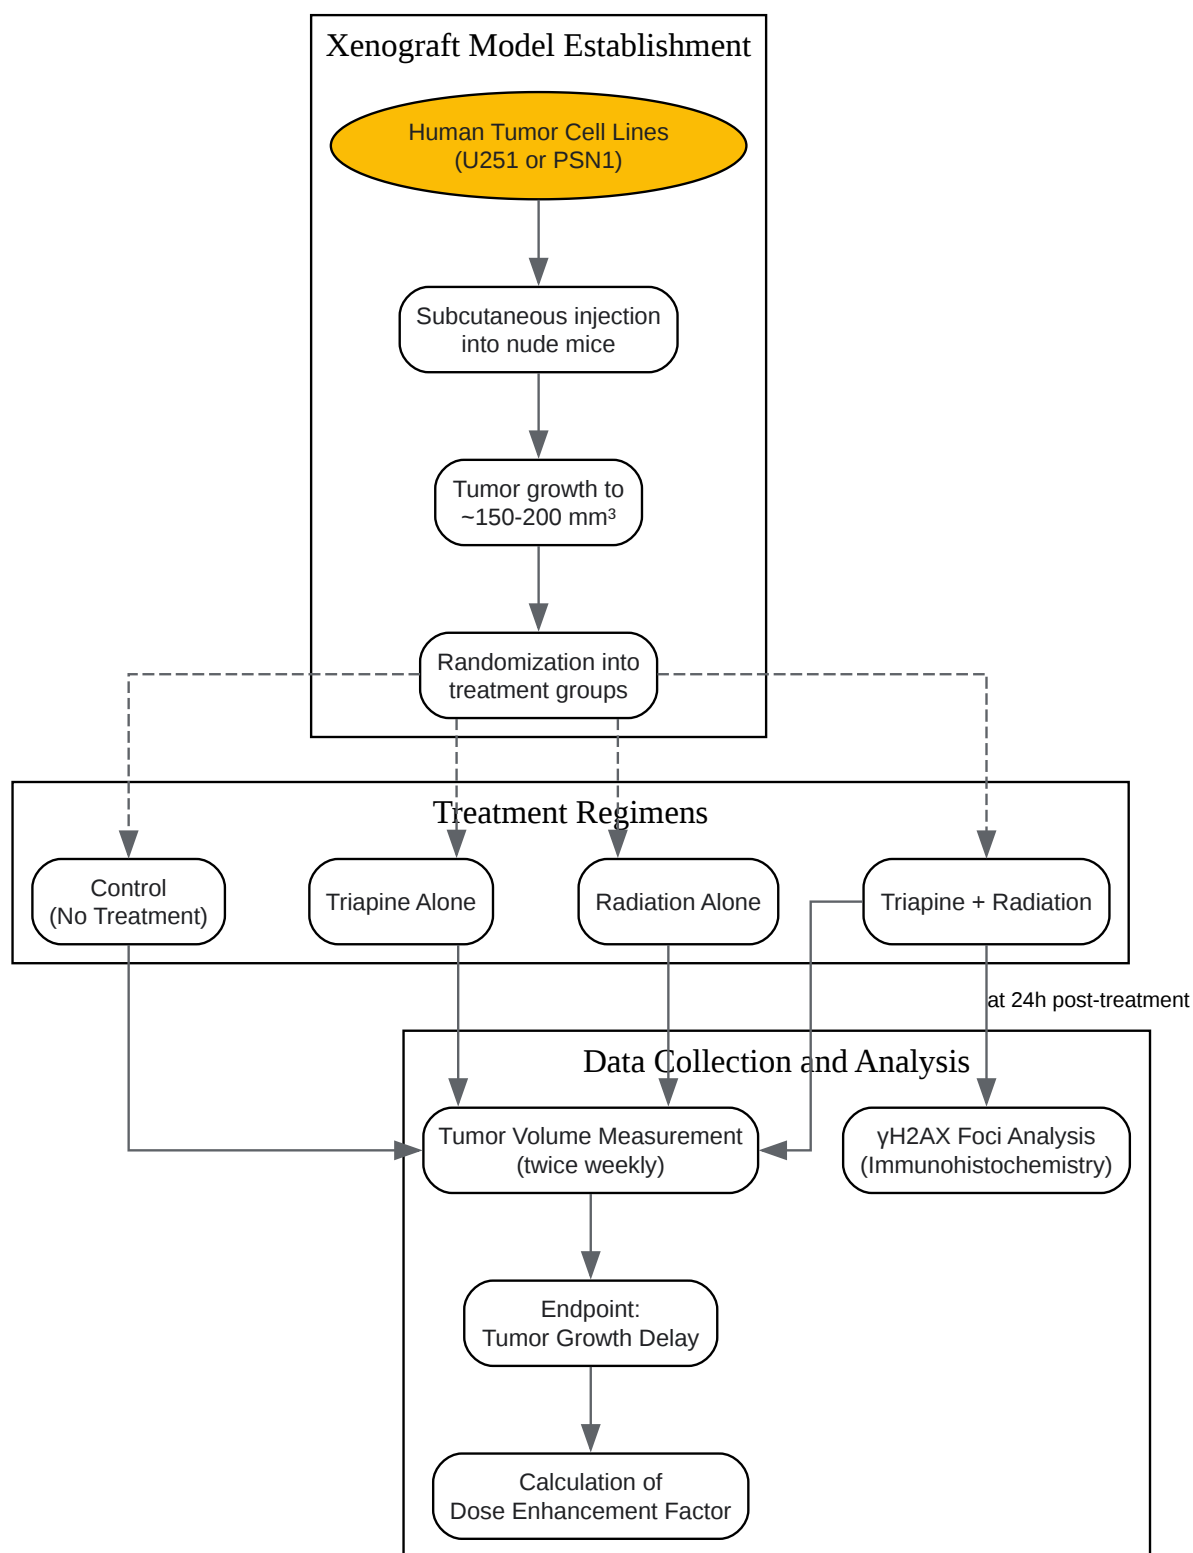 Xenograft Model Establishment
Human Tumor Cell Lines
(U251 or PSN1)
Subcutaneous injection
into nude mice
Tumor growth to
~150-200 mm³
Randomization into
treatment groups
Treatment Regimens
Control
(No Treatment)
Triapine Alone
Radiation Alone
Triapine + Radiation
at 24h post-treatment
Data Collection and Analysis
Tumor Volume Measurement
(twice weekly)
γH2AX Foci Analysis
(Immunohistochemistry)
Endpoint:
Tumor Growth Delay
Calculation of
Dose Enhancement Factor